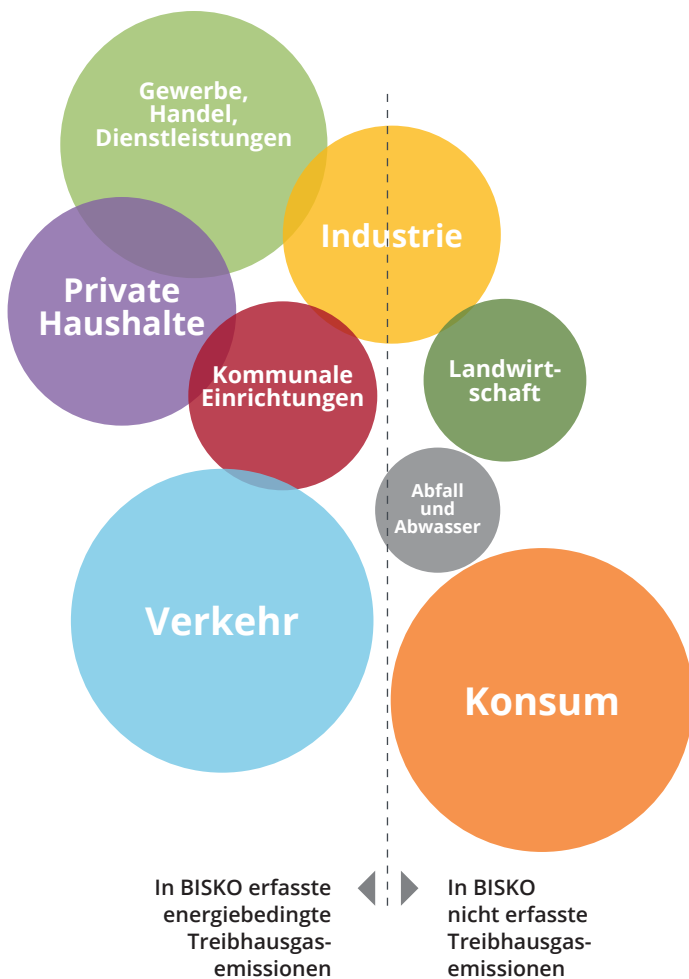 Gewerbe,
Handel,
Dienstleistungen
Industrie
Private
Haushalte
Kommunale
Einrichtungen
Landwirt-
schaft
Abfall
und
Abwasser
Verkehr
Konsum
In BISKO erfasste
energiebedingte
Treibhausgas-
emissionen
In BISKO
nicht erfasste
Treibhausgas-
emissionen